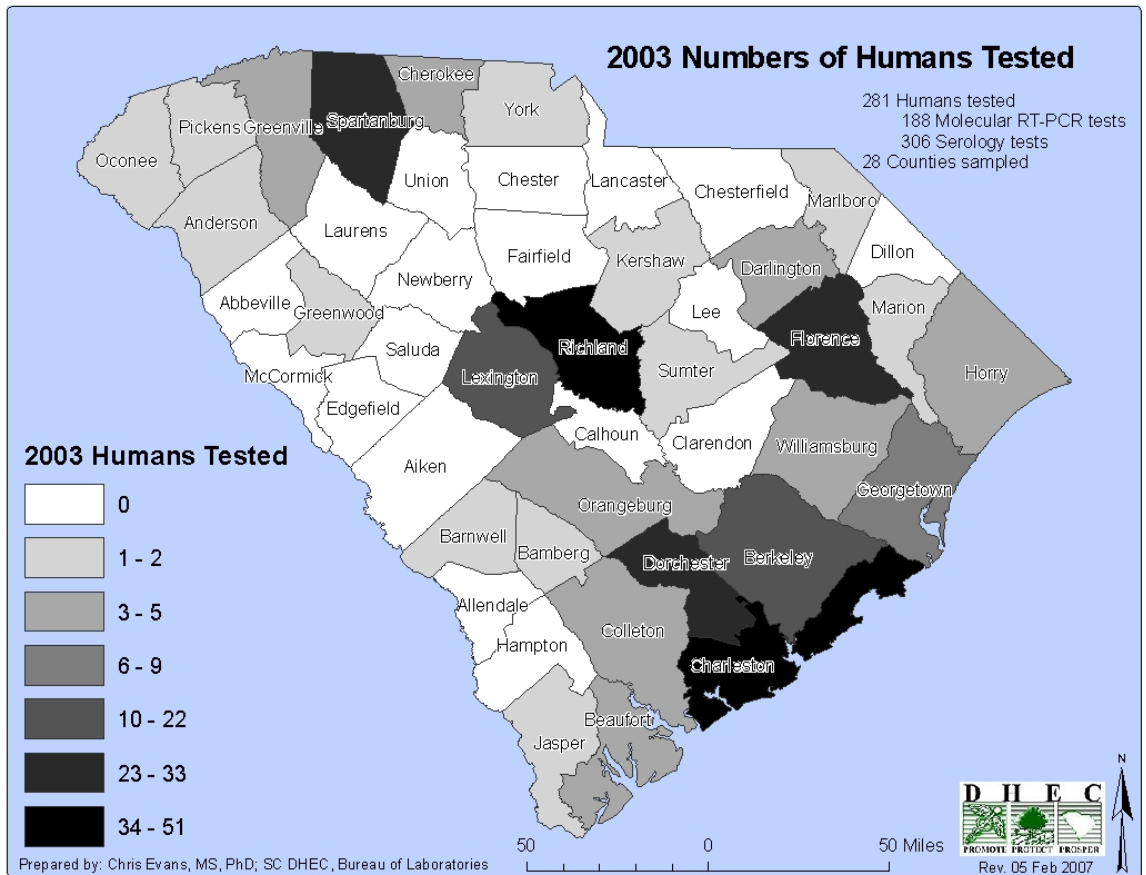 2003 Numbers of Humans Tested
281 Humans tested
188 Molecular RT-PCR tests
306 Serology tests
28 Counties sampled
Cherokee
York
Pickens
Greenville
Spartanburg
Oconee
Union
Chester
Lancaster
Chesterfield
Marlboro
Anderson
Laurens
Dillon
Fairfield
Kershaw
Darlington
Newberry
Abbeville
Greenwood
Lee
Marion
Saluda
Richland
Florence
McCormick
Lexington
Sumter
Horry
Edgefield
Calhoun
Clarendon
Williamsburg
Aiken
Georgetown
Orangeburg
Barnwell
Bamberg
Dorchester
Berkeley
Allendale
Colleton
Hampton
Charleston
Beaufort
Jasper
2003 Humans Tested
0
1 - 2
3 - 5
6 - 9
10 - 22
23 - 33
34 - 51
50 0 50 Miles
N
D H E C
PROMOTE PROTECT PROSPER
Prepared by: Chris Evans, MS, PhD; SC DHEC, Bureau of Laboratories
Rev. 05 Feb 2007